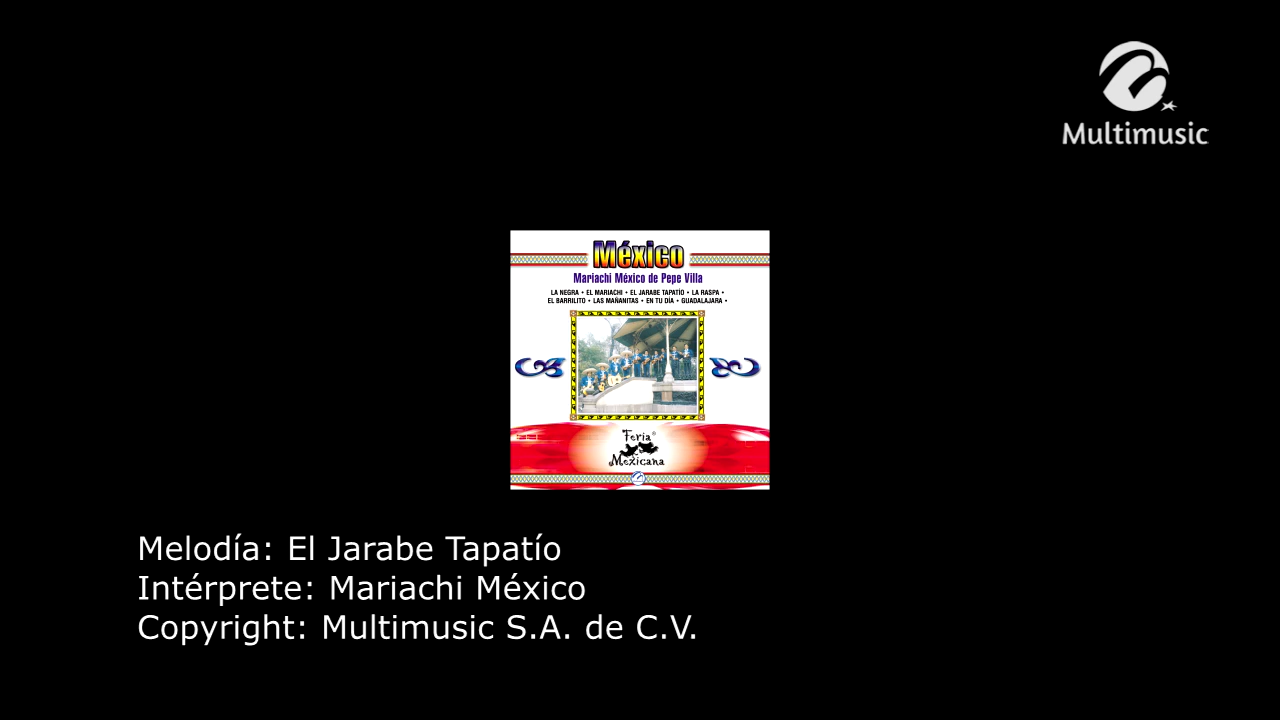 Multimusic
México
Mariachi México de Pepe Villa
LA NEGRA • EL MARIACHI • EL JARABE TAPATÍO • LA RASPA •
EL BARRILITO • LAS MAÑANITAS • EN TU DÍA • GUADALAJARA •
Feria
Mexicana
Melodía: El Jarabe Tapatío
Intérprete: Mariachi México
Copyright: Multimusic S.A. de C.V.